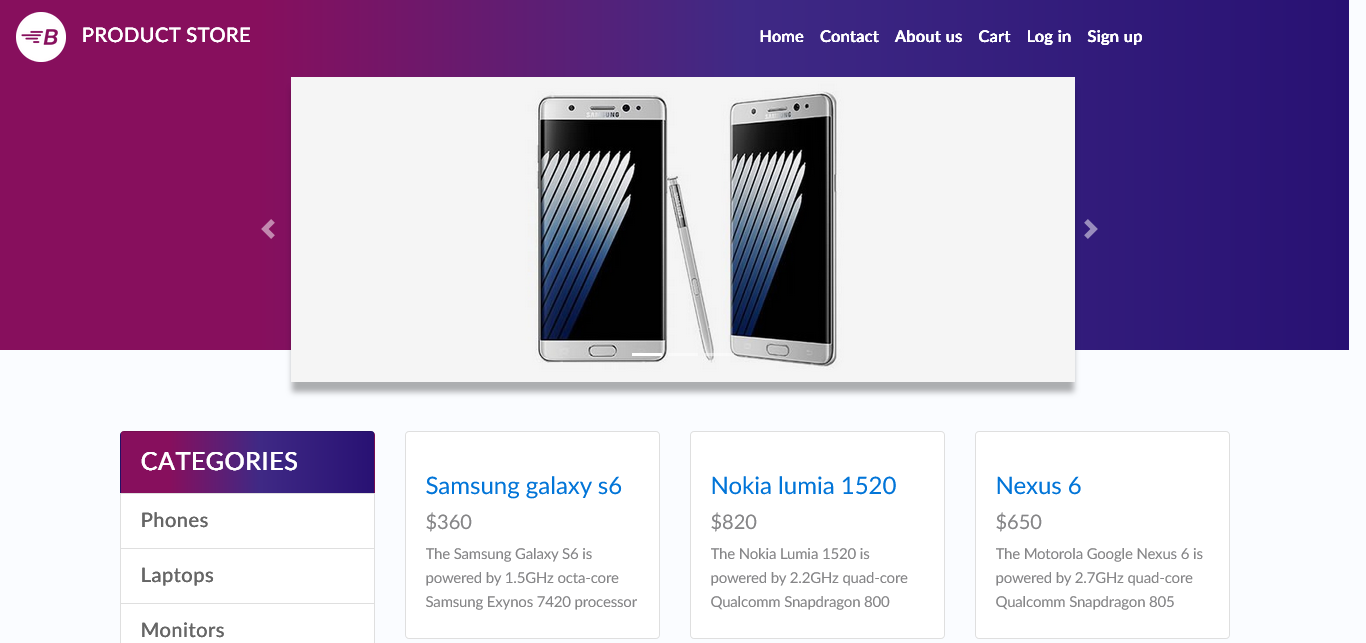 B PRODUCT STORE
Home Contact About us Cart Log in Sign up
SAMSUNG
SAMSUNG
CATEGORIES
Phones
Laptops
Monitors
Samsung galaxy s6
$360
The Samsung Galaxy S6 is
powered by 1.5GHz octa-core
Samsung Exynos 7420 processor
Nokia lumia 1520
$820
The Nokia Lumia 1520 is
powered by 2.2GHz quad-core
Qualcomm Snapdragon 800
Nexus 6
$650
The Motorola Google Nexus 6 is
powered by 2.7GHz quad-core
Qualcomm Snapdragon 805